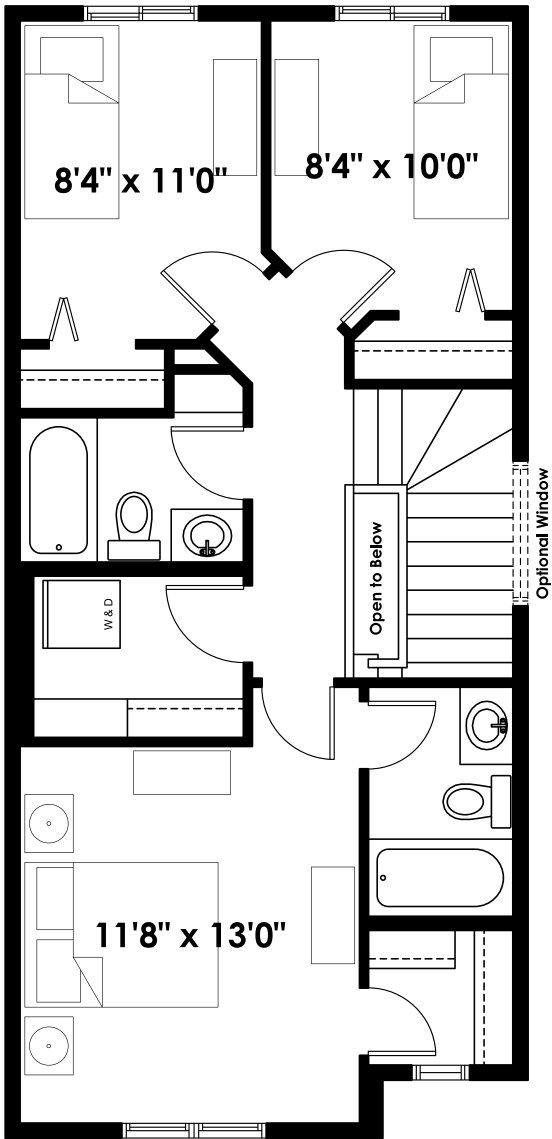 8'4" x 11'0"
8'4" x 10'0"
Optional Window
Open to Below
W & D
11'8" x 13'0"